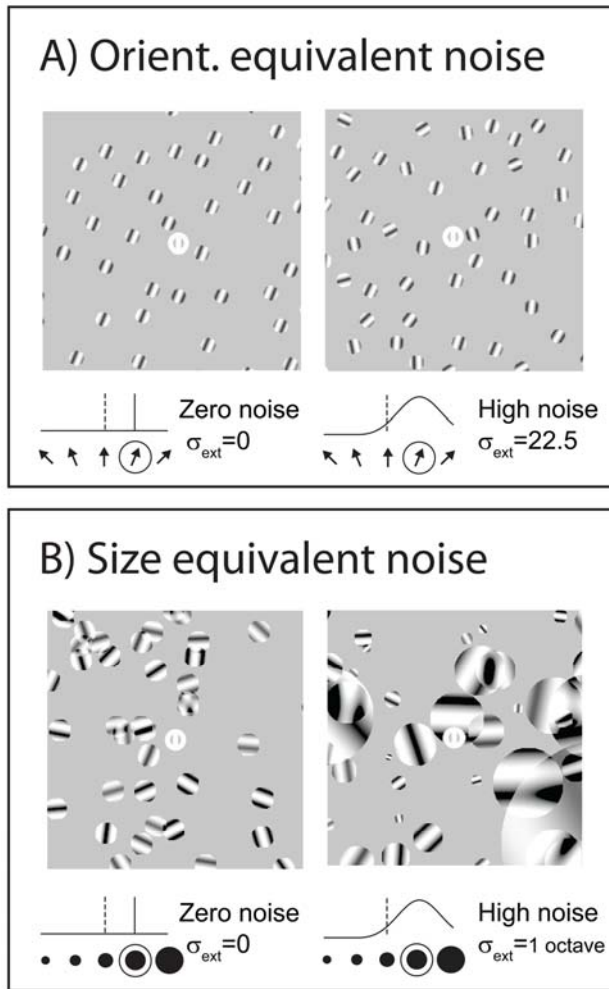 A) Orient. equivalent noise
Zero noise
σext=0
High noise
σext=22.5
B) Size equivalent noise
Zero noise
σext=0
High noise
σext=1 octave